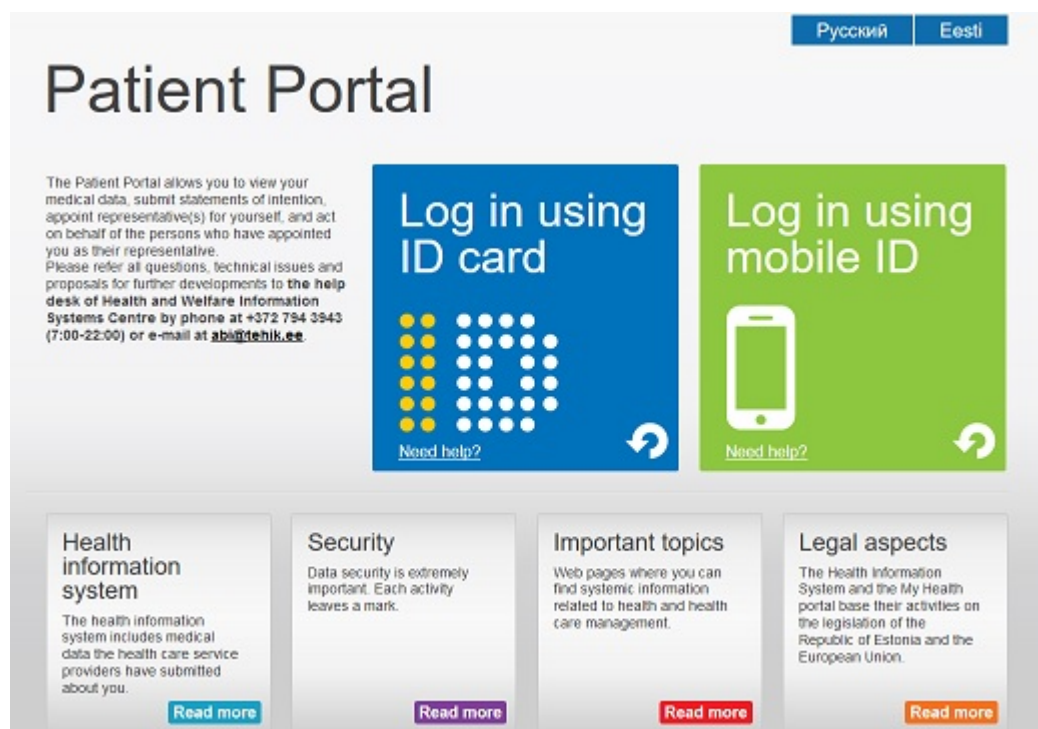 Русский
Eesti
Patient Portal
The Patient Portal allows you to view your
medical data, submit statements of intention,
appoint representative(s) for yourself, and act
on behalf of the persons who have appointed
you as their representative.
Please refer all questions, technical issues and
proposals for further developments to the help
desk of Health and Welfare Information
Systems Centre by phone at +372 794 3943
(7:00-22:00) or e-mail at abi@tehik.ee.
Log in using
ID card
Need help?
Log in using
mobile ID
Need help?
Health
information
system
The health information
system includes medical
data the health care service
providers have submitted
about you.
Read more
Security
Data security is extremely
important. Each activity
leaves a mark.
Read more
Important topics
Web pages where you can
find systemic information
related to health and health
care management.
Read more
Legal aspects
The Health Information
System and the My Health
portal base their activities on
the legislation of the
Republic of Estonia and the
European Union.
Read more